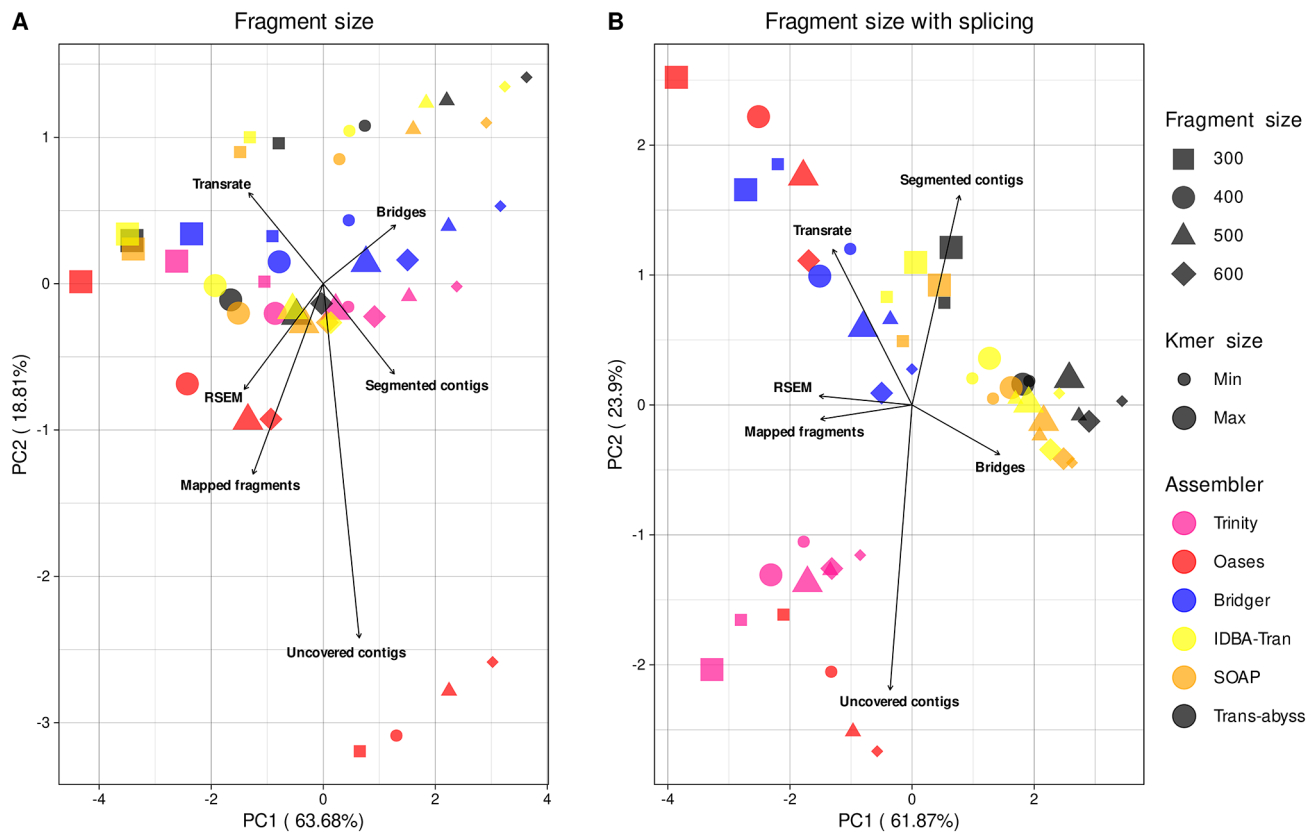 A
Fragment size
1
0
-1
-2
-3
-4
-2
0
2
4
PC2 ( 18.81%)
PC1 ( 63.68%)
Transrate
Bridges
Segmented contigs
RSEM
Mapped fragments
Uncovered contigs
B
Fragment size with splicing
2
1
0
-1
-2
-4
-2
0
2
PC2 ( 23.9%)
PC1 ( 61.87%)
Segmented contigs
Transrate
RSEM
Mapped fragments
Bridges
Uncovered contigs
Fragment size
300
400
500
600
Kmer size
Min
Max
Assembler
Trinity
Oases
Bridger
IDBA-Tran
SOAP
Trans-abyss